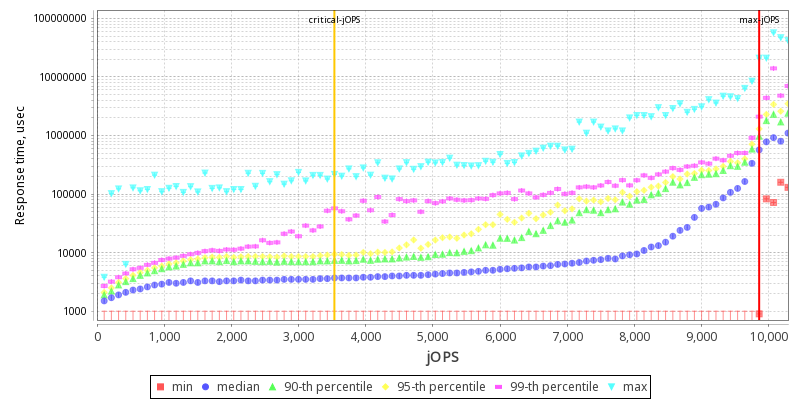 critical-jOPS
max-jOPS
100000000
10000000
1000000
100000
10000
1000
Response time, usec
0
1,000
2,000
3,000
4,000
5,000
6,000
7,000
8,000
9,000
10,000
jOPS
min
median
90-th percentile
95-th percentile
99-th percentile
max